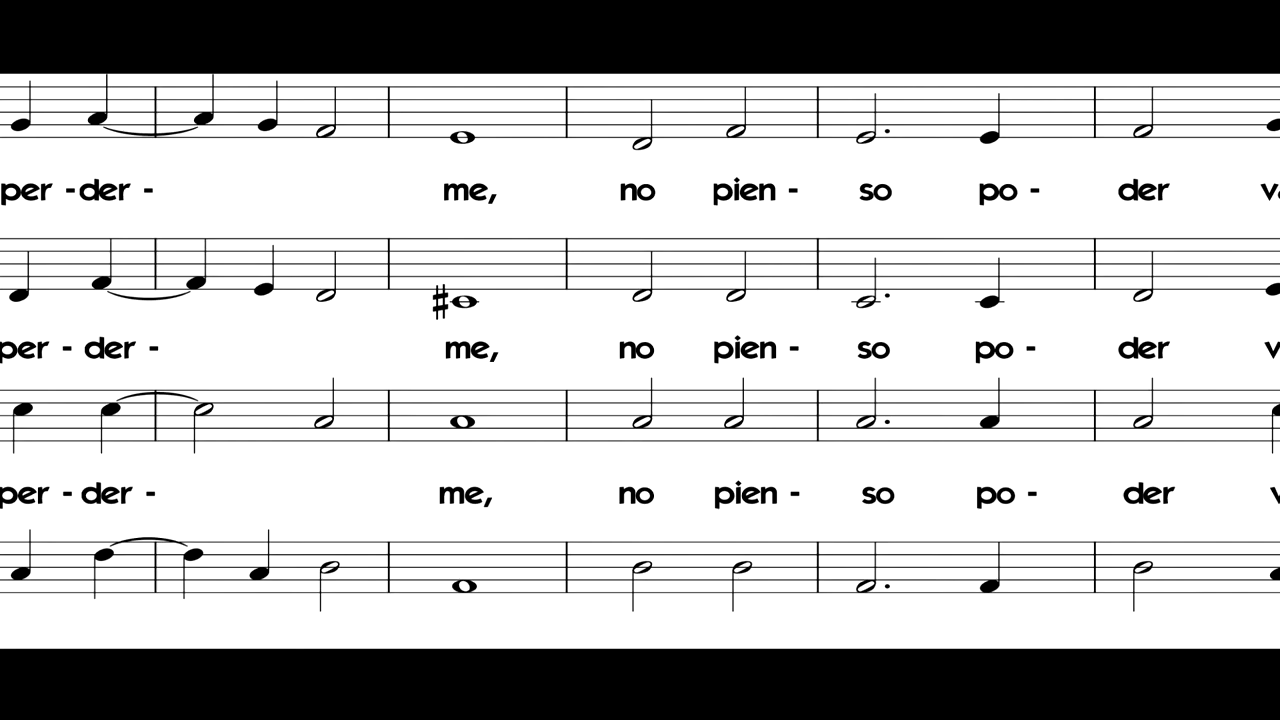 per - der - me, no pien - so po - der
per - der - me, no pien - so po - der
per - der - me, no pien - so po - der